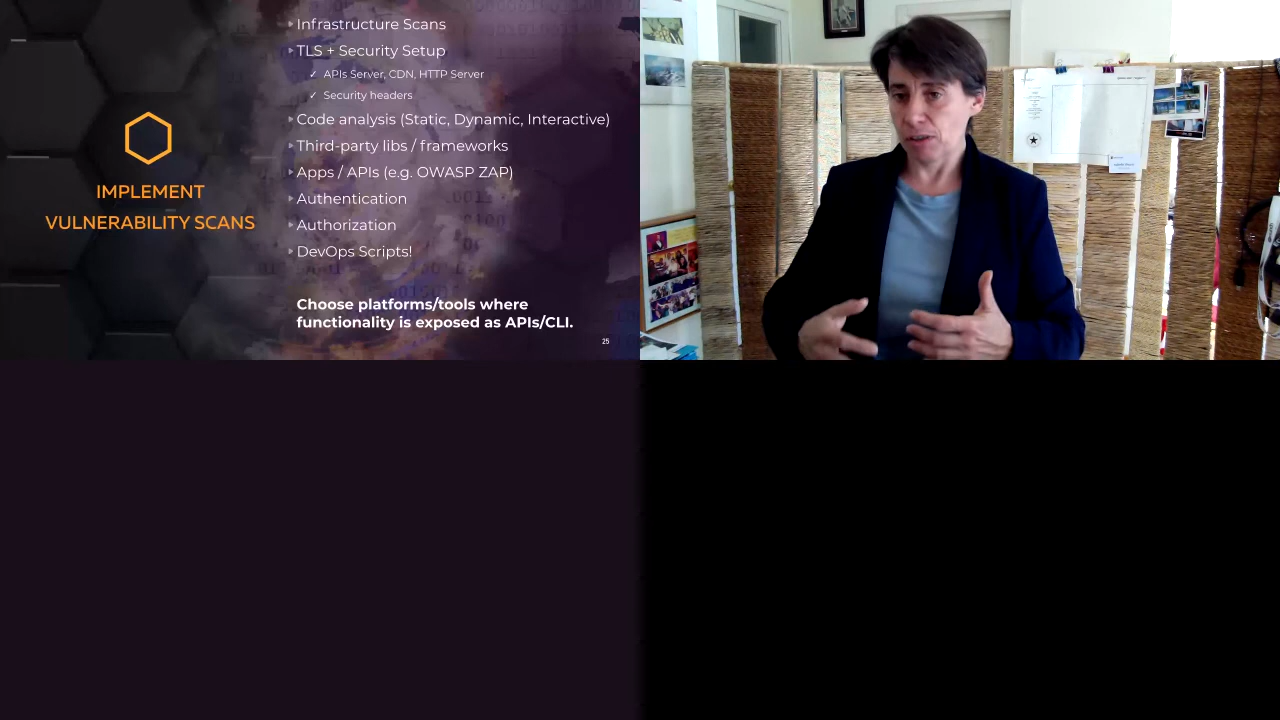 IMPLEMENT
VULNERABILITY SCANS
Infrastructure Scans
TLS + Security Setup
✓ APIs Server, CDN, HTTP Server
✓ Security headers
Code analysis (Static, Dynamic, Interactive)
Third-party libs / frameworks
Apps / APIs (e.g. OWASP ZAP)
Authentication
Authorization
DevOps Scripts!
Choose platforms/tools where
functionality is exposed as APIs/CLI.
25